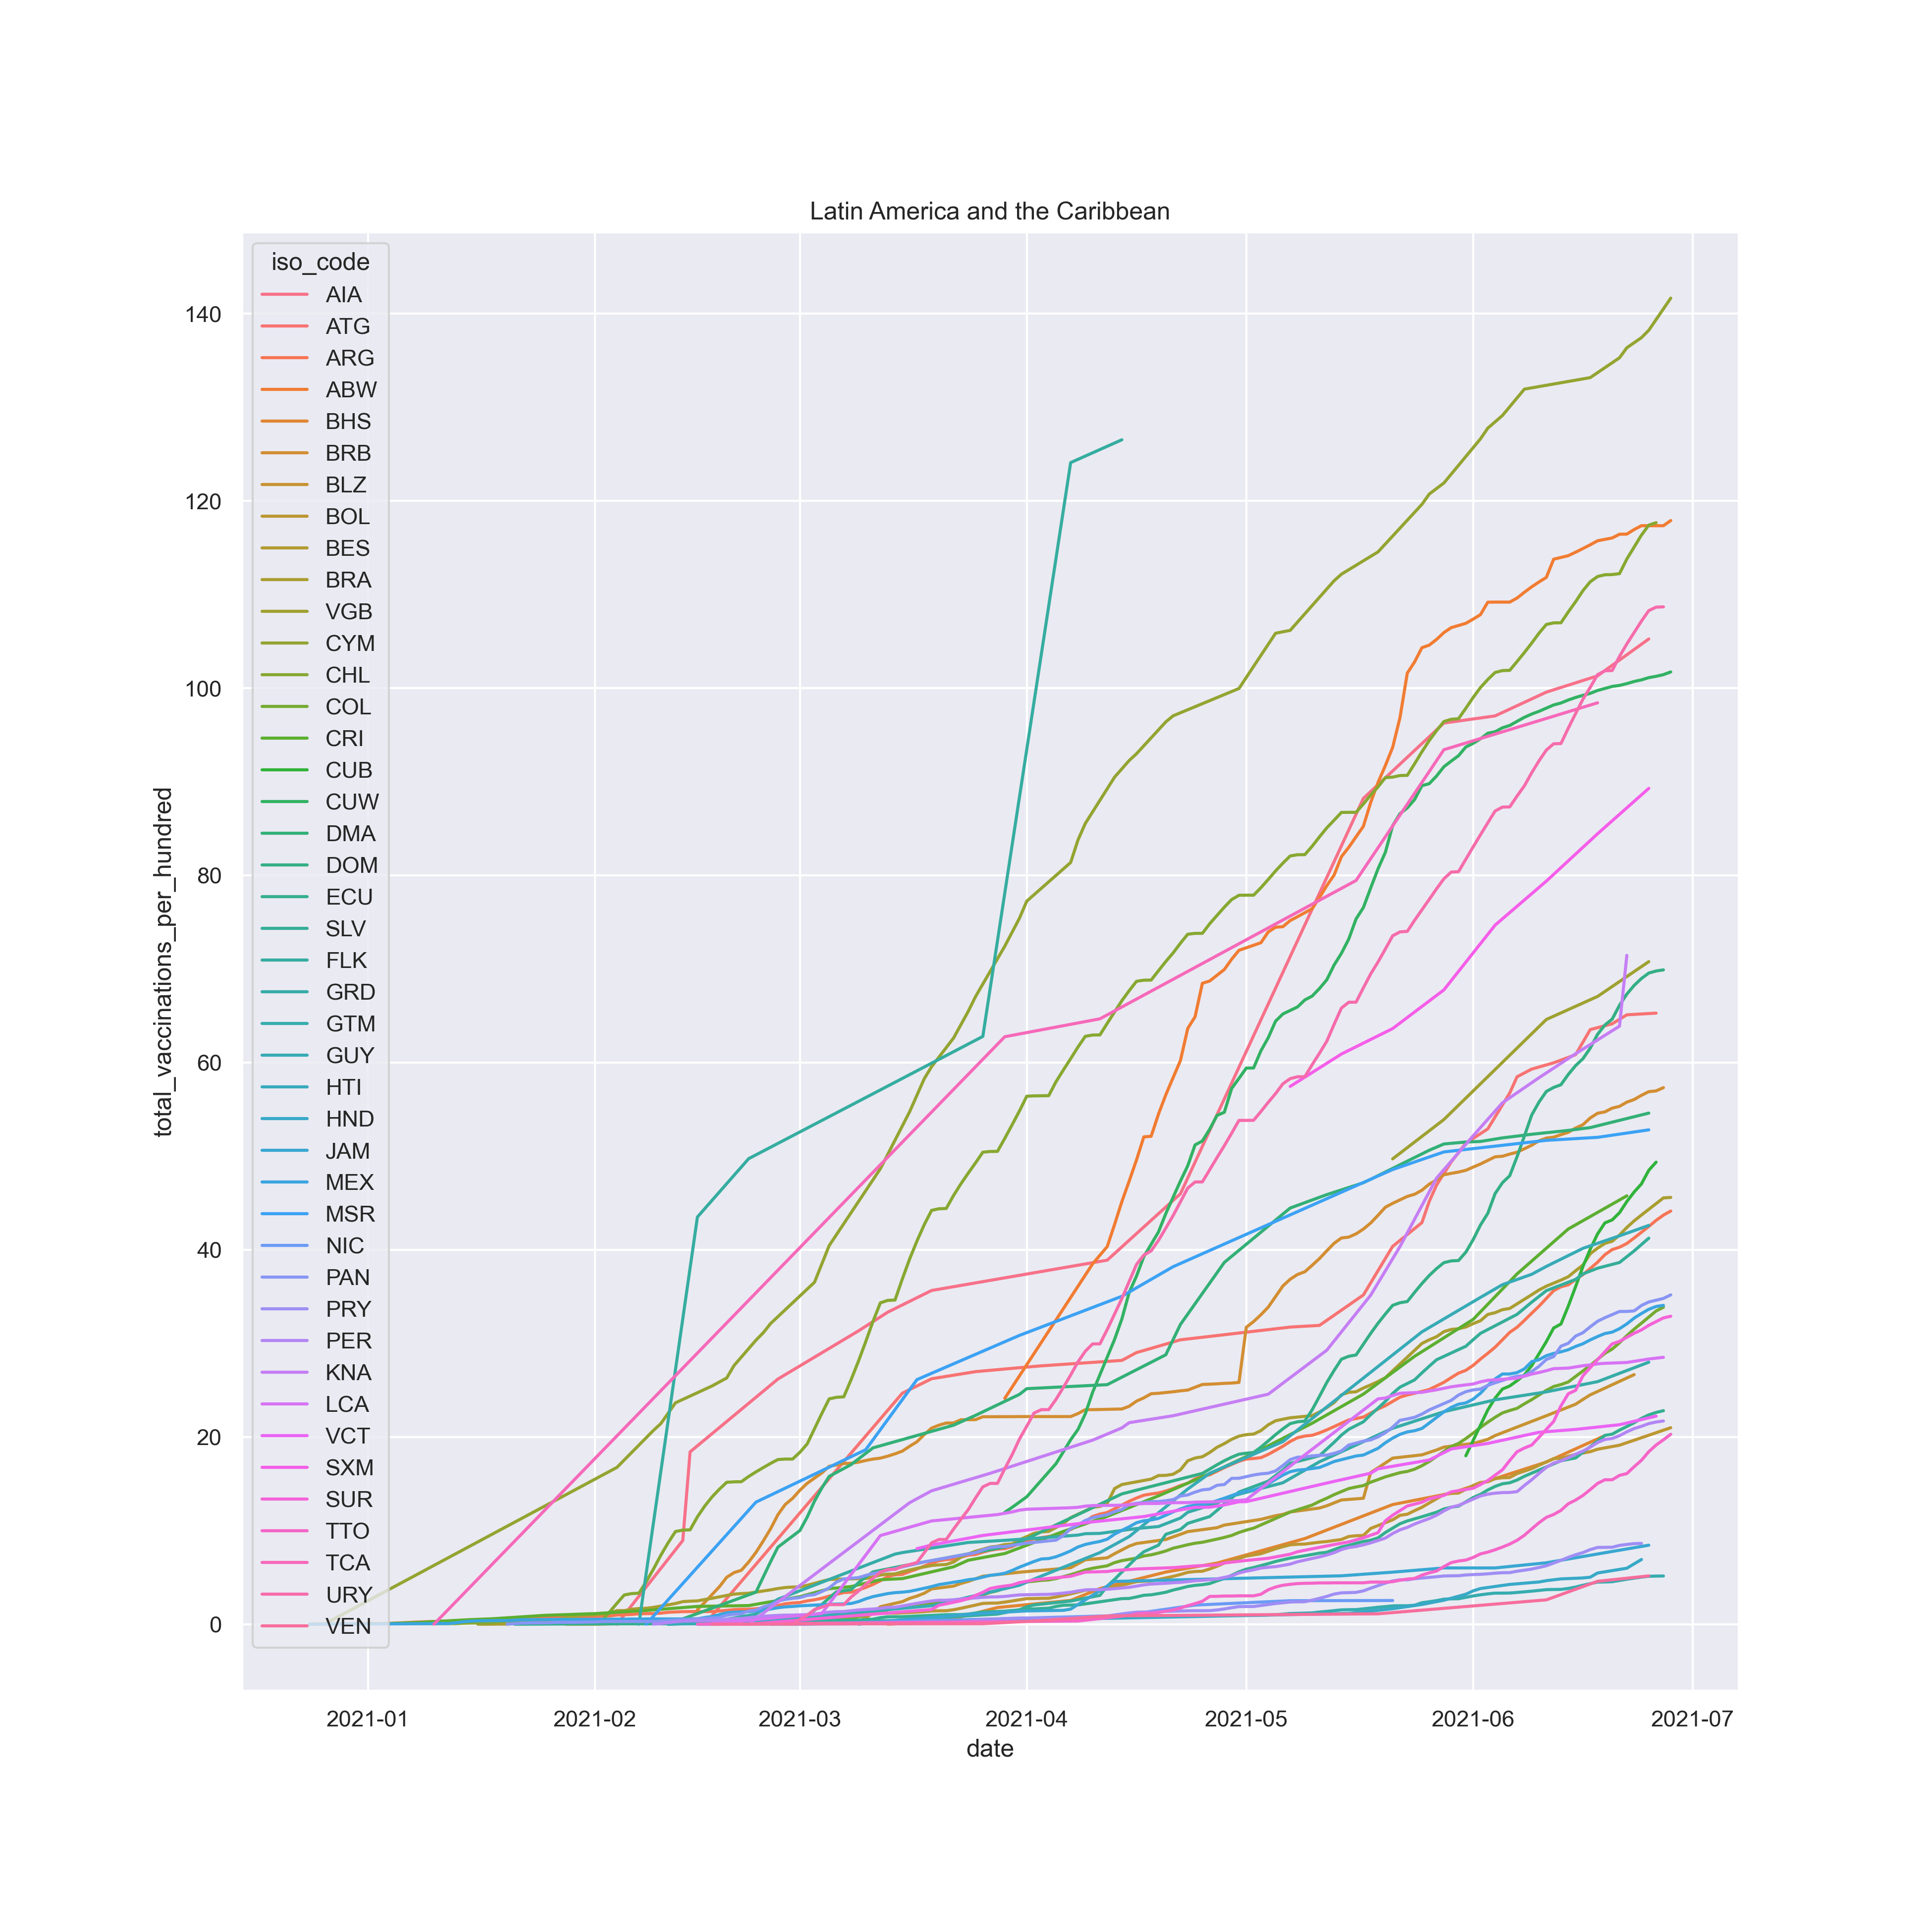 Latin America and the Caribbean
iso_code
AIA
ATG
ARG
ABW
BHS
BRB
BLZ
BOL
BES
BRA
VGB
CYM
CHL
COL
CRI
CUB
CUW
DMA
DOM
ECU
SLV
FLK
GRD
GTM
GUY
HTI
HND
JAM
MEX
MSR
NIC
PAN
PRY
PER
KNA
LCA
VCT
SXM
SUR
TTO
TCA
URY
VEN
140
120
100
80
60
40
20
0
total_vaccinations_per_hundred
2021-01 2021-02 2021-03 2021-04 2021-05 2021-06 2021-07
date